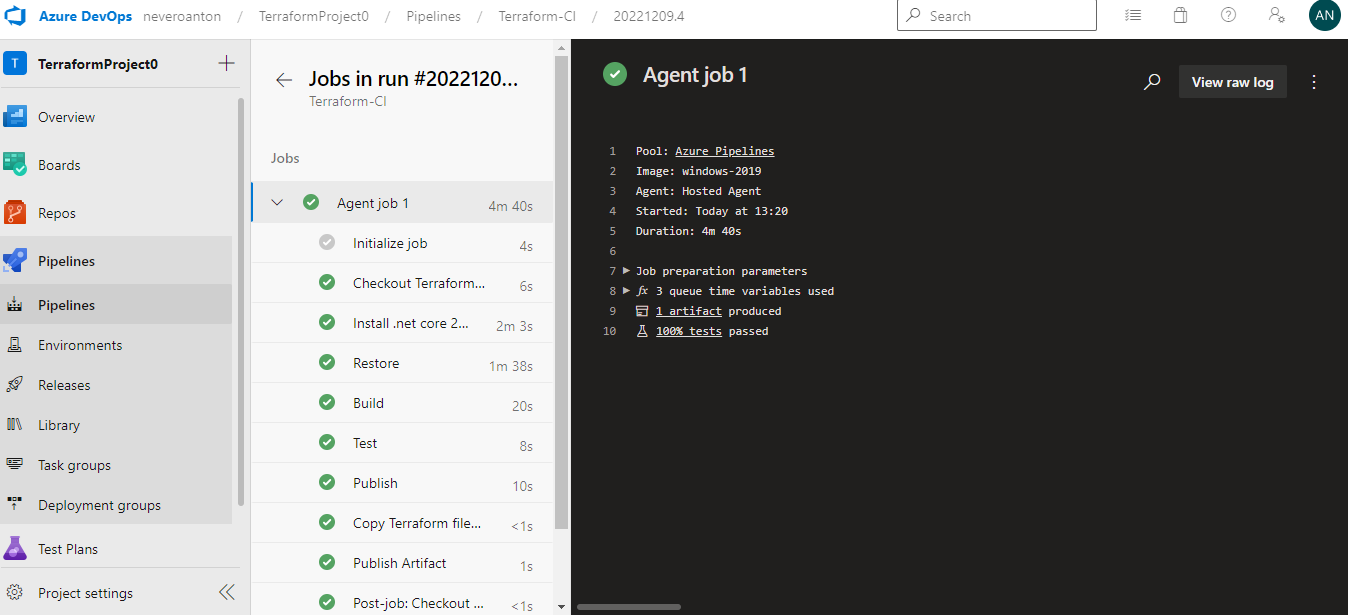 Azure DevOps neveroanton / TerraformProject0 / Pipelines / Terraform-CI / 20221209.4
Search
AN
T TerraformProject0
Overview
Boards
Repos
Pipelines
Pipelines
Environments
Releases
Library
Task groups
Deployment groups
Test Plans
Project settings
Jobs in run #2022120...
Terraform-CI
Jobs
Agent job 1 4m 40s
Initialize job 4s
Checkout Terraform... 6s
Install .net core 2... 2m 3s
Restore 1m 38s
Build 20s
Test 8s
Publish 10s
Copy Terraform file... <1s
Publish Artifact 1s
Post-job: Checkout ... <1s
Agent job 1
View raw log
1 Pool: Azure Pipelines
2 Image: windows-2019
3 Agent: Hosted Agent
4 Started: Today at 13:20
5 Duration: 4m 40s
6
7 Job preparation parameters
8 fx 3 queue time variables used
9 1 artifact produced
10 100% tests passed